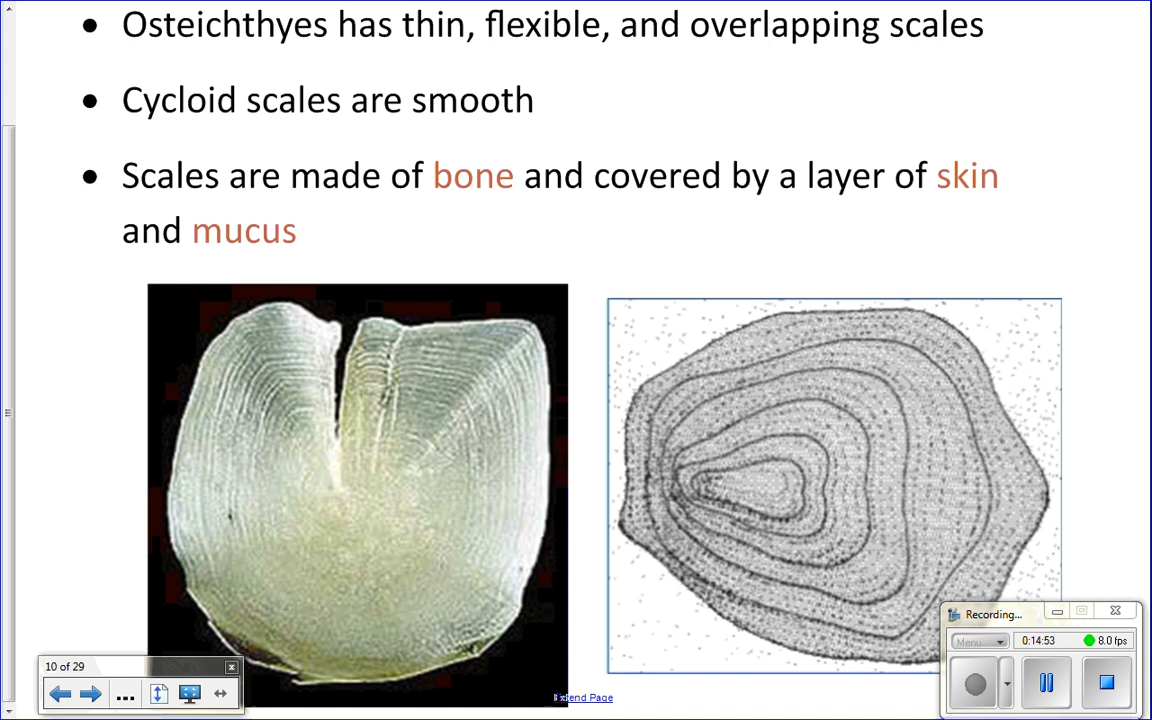 Osteichthyes has thin, flexible, and overlapping scales
Cycloid scales are smooth
Scales are made of bone and covered by a layer of skin
and mucus
Recording...
Menu
0:14:53
8.0 fps
10 of 29
Extend Page